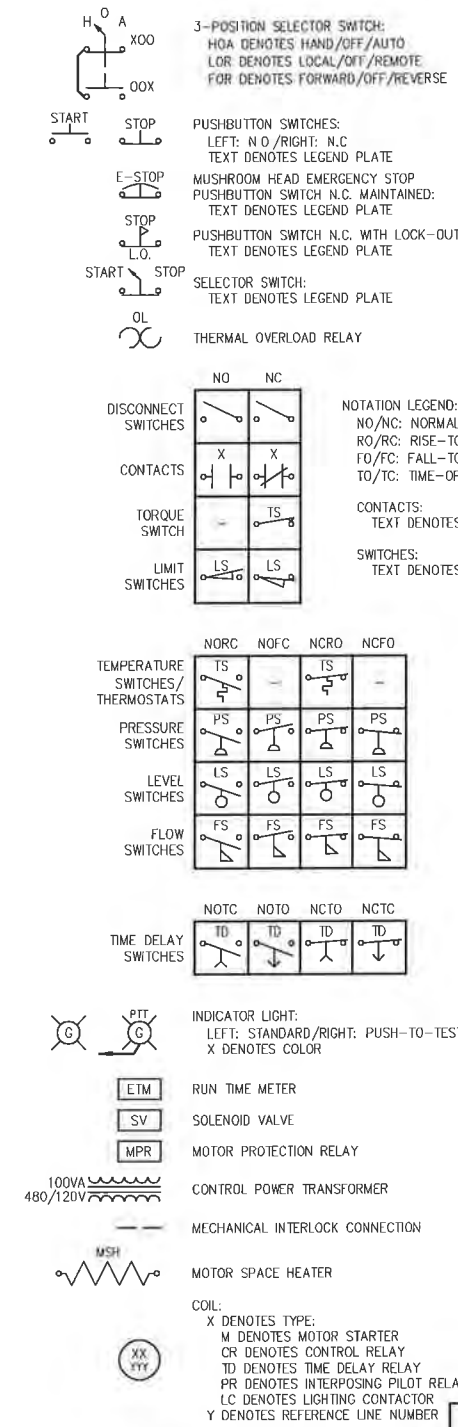 H O A
XOO
OOX
3-POSITION SELECTOR SWITCH:
HOA DENOTES HAND/OFF/AUTO
LOR DENOTES LOCAL/OFF/REMOTE
FOR DENOTES FORWARD/OFF/REVERSE
START STOP
PUSHBUTTON SWITCHES:
LEFT: N O /RIGHT: N.C
TEXT DENOTES LEGEND PLATE
E-STOP
MUSHROOM HEAD EMERGENCY STOP
PUSHBUTTON SWITCH N.C. MAINTAINED:
TEXT DENOTES LEGEND PLATE
STOP
L.O.
PUSHBUTTON SWITCH N.C. WITH LOCK-OUT
TEXT DENOTES LEGEND PLATE
START STOP
SELECTOR SWITCH:
TEXT DENOTES LEGEND PLATE
OL
THERMAL OVERLOAD RELAY
NO NC
DISCONNECT
SWITCHES
CONTACTS
X X
TORQUE
SWITCH
- TS
LIMIT
SWITCHES
LS LS
NOTATION LEGEND:
NO/NC: NORMAL
RO/RC: RISE-TO
FO/FC: FALL-TO
TO/TC: TIME-OP
CONTACTS:
TEXT DENOTES
SWITCHES:
TEXT DENOTES
NORC NOFC NCRO NCFO
TEMPERATURE
SWITCHES/
THERMOSTATS
TS - TS -
PRESSURE
SWITCHES
PS PS PS PS
LEVEL
SWITCHES
LS LS LS LS
FLOW
SWITCHES
FS FS FS FS
NOTC NOTO NCTO NCTC
TIME DELAY
SWITCHES
TD TD TD TD
G
PTT
G
INDICATOR LIGHT:
LEFT: STANDARD/RIGHT: PUSH-TO-TEST
X DENOTES COLOR
ETM
RUN TIME METER
SV
SOLENOID VALVE
MPR
MOTOR PROTECTION RELAY
100VA
480/120V
CONTROL POWER TRANSFORMER
MECHANICAL INTERLOCK CONNECTION
MSH
MOTOR SPACE HEATER
XX
YYY
COIL:
X DENOTES TYPE:
M DENOTES MOTOR STARTER
CR DENOTES CONTROL RELAY
TD DENOTES TIME DELAY RELAY
PR DENOTES INTERPOSING PILOT RELA
LC DENOTES LIGHTING CONTACTOR
Y DENOTES REFERENCE LINE NUMBER